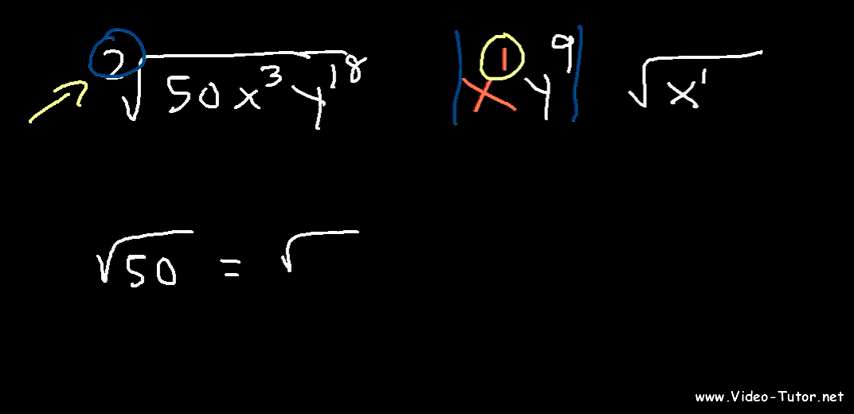 ²√50x³y¹⁸ |x¹y⁹| √x¹
√50 = √
www.Video-Tutor.net